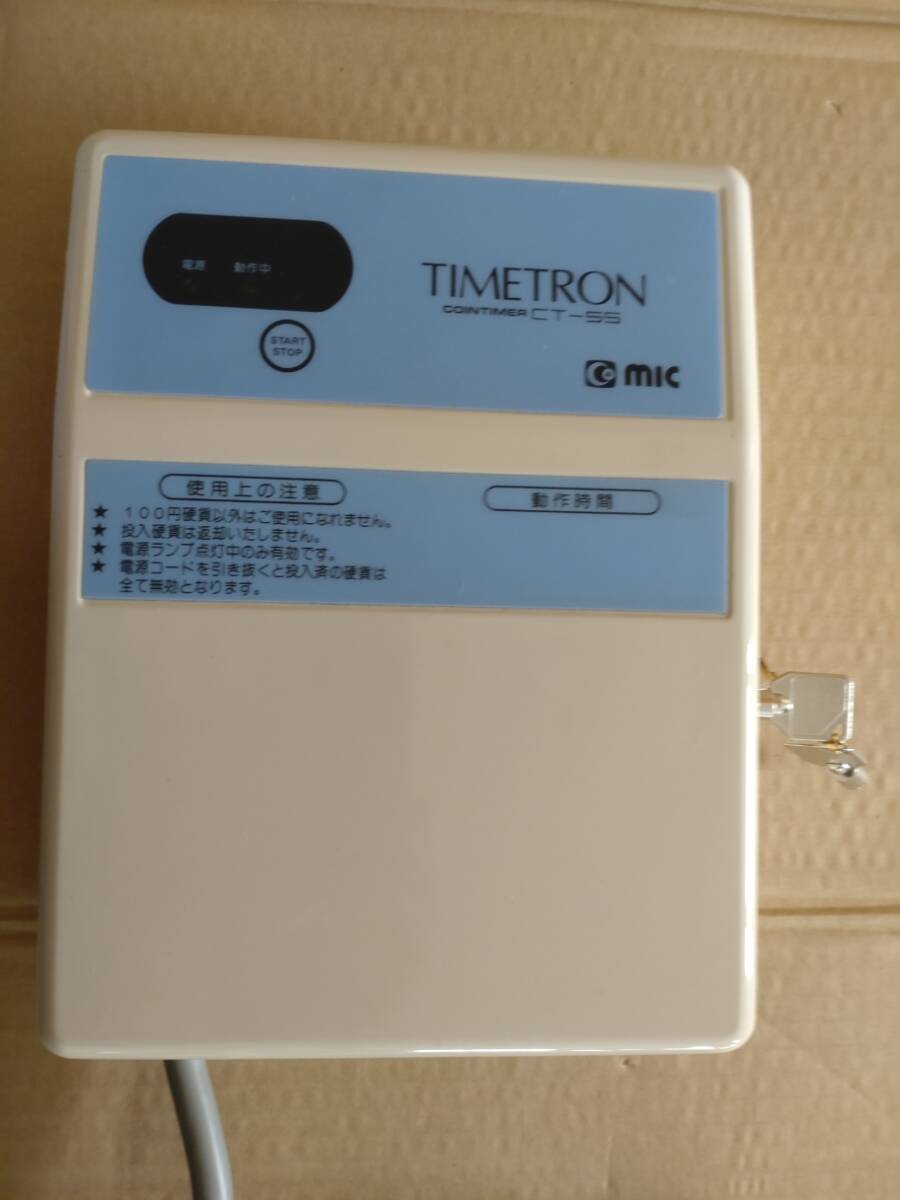 電源 動作中
START
STOP
TIMETRON
COINTIMER CT-55
mic
使用上の注意
★ 100円硬貨以外はご使用になれません。
★ 投入硬貨は返却いたしません。
★ 電源ランプ点灯中のみ有効です。
★ 電源コードを引き抜くと投入済の硬貨は
全て無効となります。
動作時間